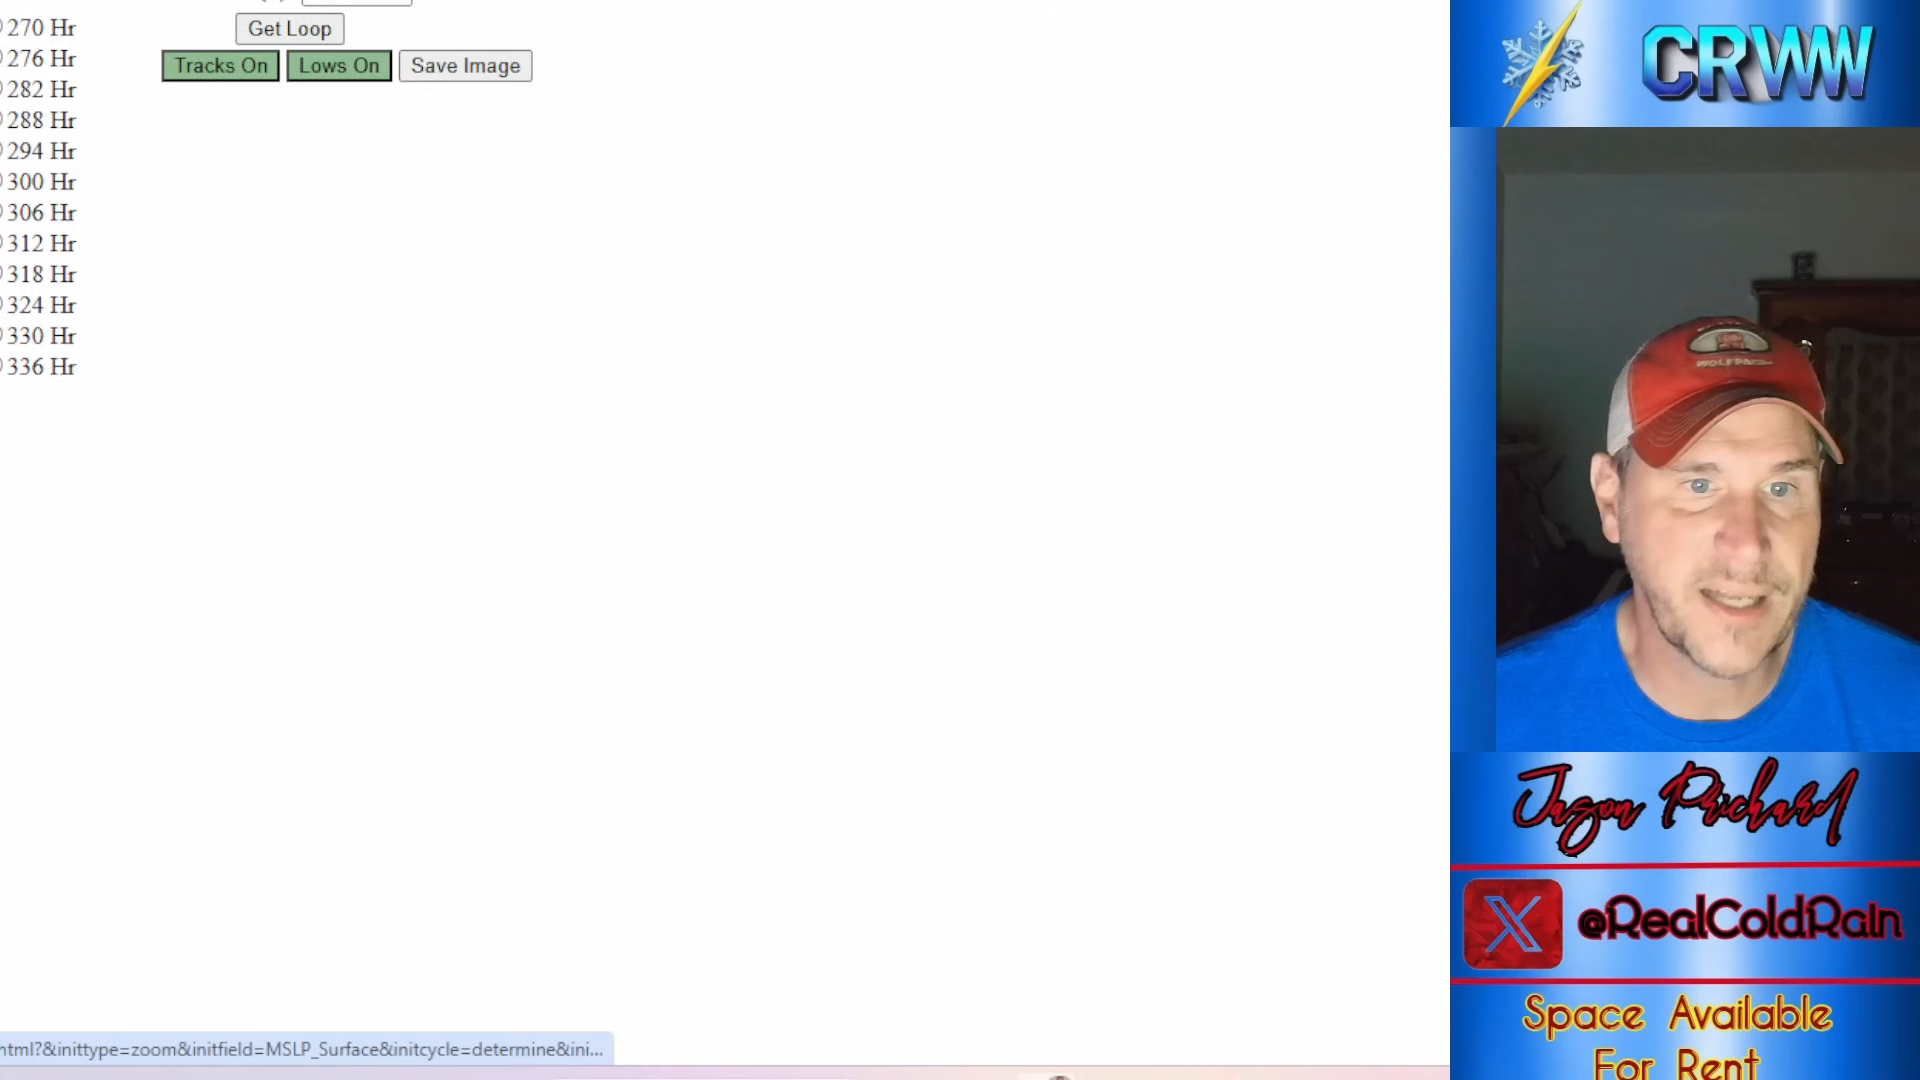 270 Hr
276 Hr
282 Hr
288 Hr
294 Hr
300 Hr
306 Hr
312 Hr
318 Hr
324 Hr
330 Hr
336 Hr
Get Loop
Tracks On
Lows On
Save Image
CRWW
WOLFPACK
Jason Prichard
X
@RealColdRain
Space Available
For Rent
html?&inittype=zoom&initfield=MSLP_Surface&initcycle=determine&ini...